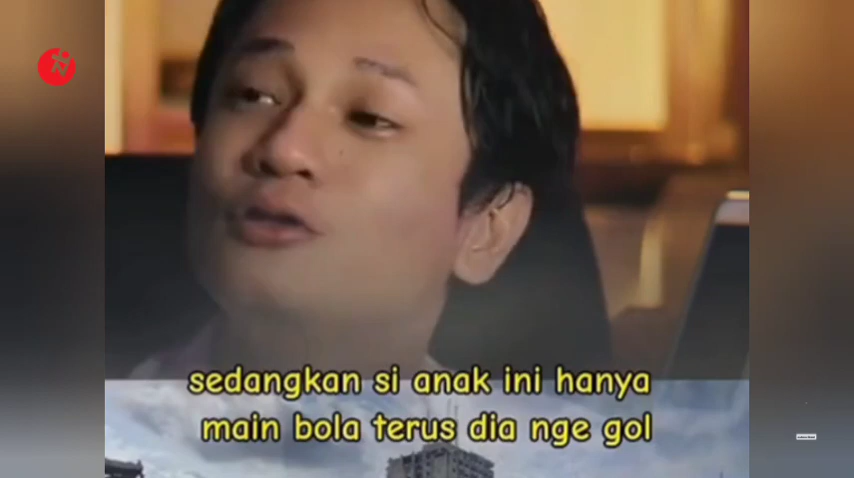 sedangkan si anak ini hanya
main bola terus dia nge gol